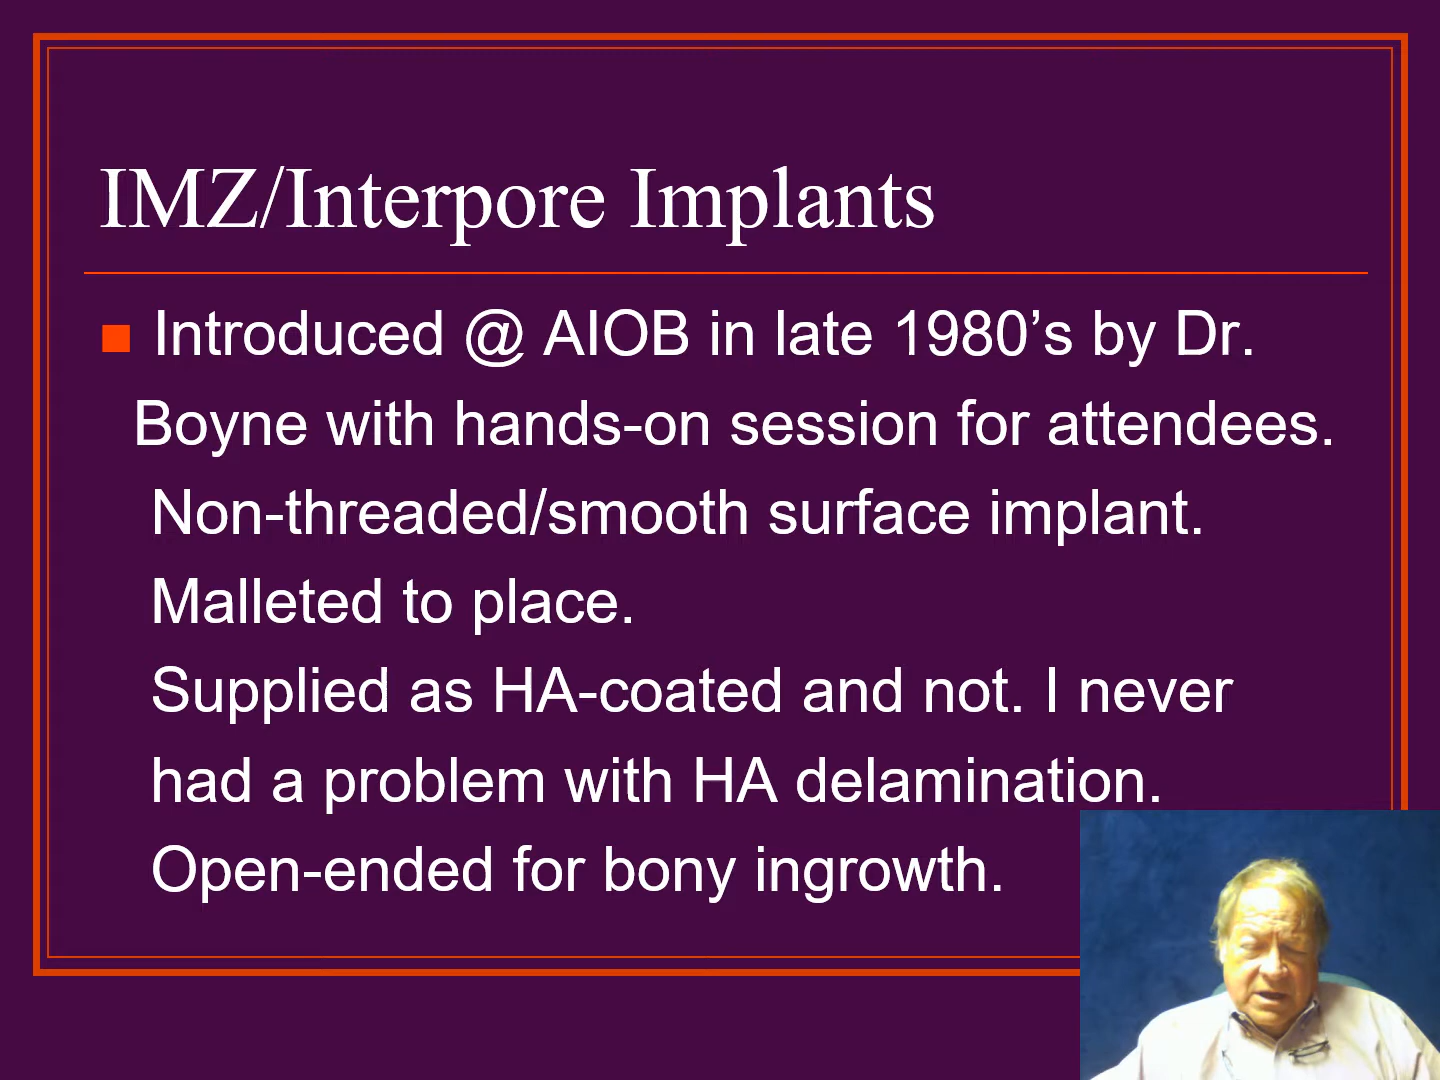 IMZ/Interpore Implants
Introduced @ AIOB in late 1980’s by Dr.
Boyne with hands-on session for attendees.
Non-threaded/smooth surface implant.
Malleted to place.
Supplied as HA-coated and not. I never
had a problem with HA delamination.
Open-ended for bony ingrowth.